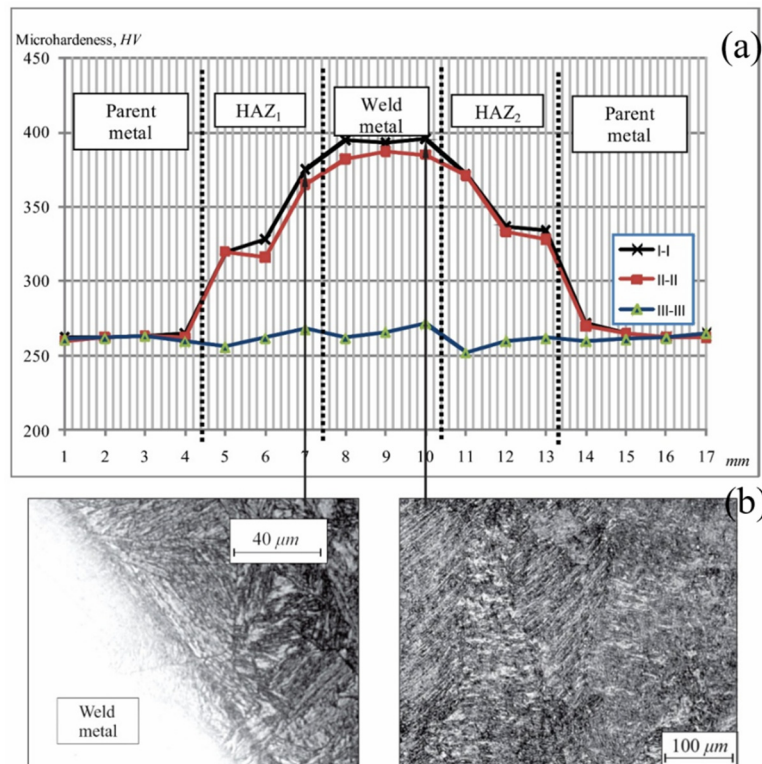 Microhardeness, HV
(a)
450
400
350
300
250
200
Parent
metal
HAZ₁
Weld
metal
HAZ₂
Parent
metal
I-I
II-II
III-III
1 2 3 4 5 6 7 8 9 10 11 12 13 14 15 16 17 mm
(b)
40 μm
Weld
metal
100 μm